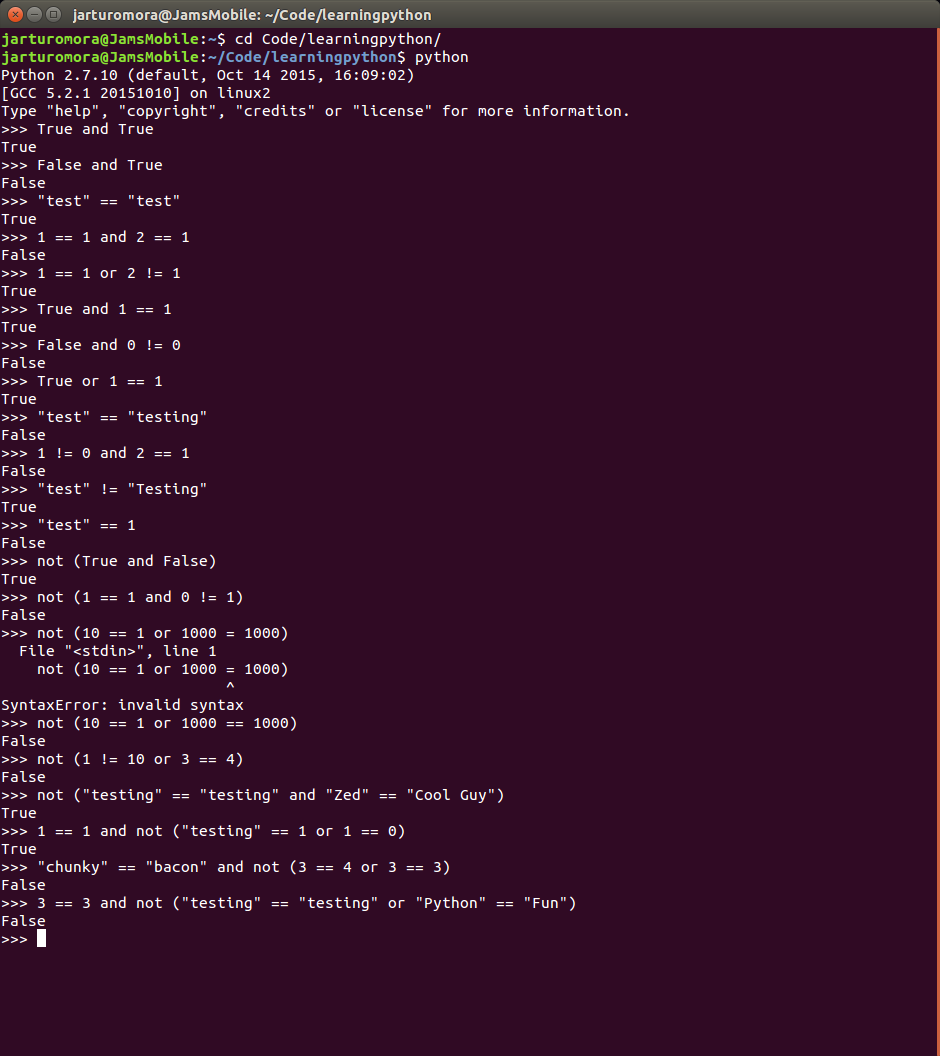 jarturomora@JamsMobile: ~/Code/learningpython
jarturomora@JamsMobile:~$ cd Code/learningpython/
jarturomora@JamsMobile:~/Code/learningpython$ python
Python 2.7.10 (default, Oct 14 2015, 16:09:02)
[GCC 5.2.1 20151010] on linux2
Type "help", "copyright", "credits" or "license" for more information.
>>> True and True
True
>>> False and True
False
>>> "test" == "test"
True
>>> 1 == 1 and 2 == 1
False
>>> 1 == 1 or 2 != 1
True
>>> True and 1 == 1
True
>>> False and 0 != 0
False
>>> True or 1 == 1
True
>>> "test" == "testing"
False
>>> 1 != 0 and 2 == 1
False
>>> "test" != "Testing"
True
>>> "test" == 1
False
>>> not (True and False)
True
>>> not (1 == 1 and 0 != 1)
False
>>> not (10 == 1 or 1000 = 1000)
  File "<stdin>", line 1
    not (10 == 1 or 1000 = 1000)
                         ^
SyntaxError: invalid syntax
>>> not (10 == 1 or 1000 == 1000)
False
>>> not (1 != 10 or 3 == 4)
False
>>> not ("testing" == "testing" and "Zed" == "Cool Guy")
True
>>> 1 == 1 and not ("testing" == 1 or 1 == 0)
True
>>> "chunky" == "bacon" and not (3 == 4 or 3 == 3)
False
>>> 3 == 3 and not ("testing" == "testing" or "Python" == "Fun")
False
>>>